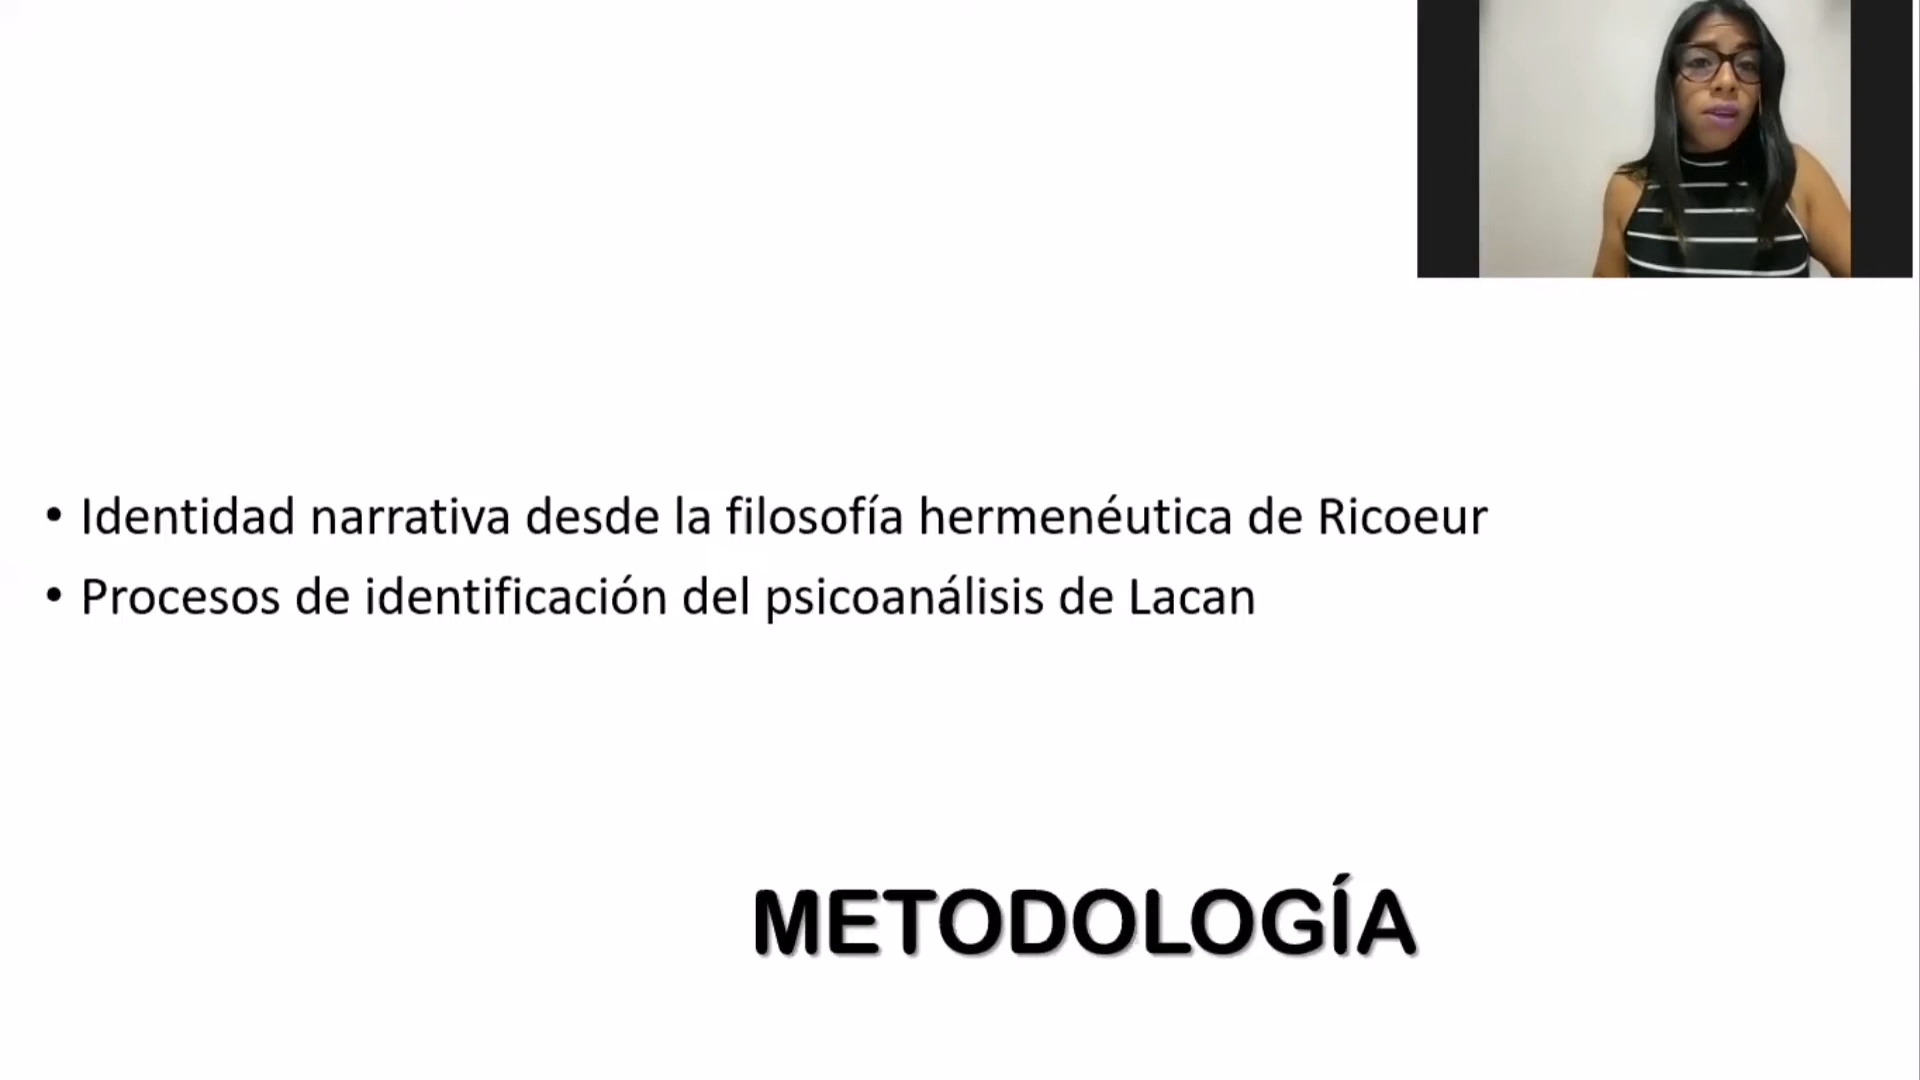 • Identidad narrativa desde la filosofía hermenéutica de Ricoeur
• Procesos de identificación del psicoanálisis de Lacan
METODOLOGÍA